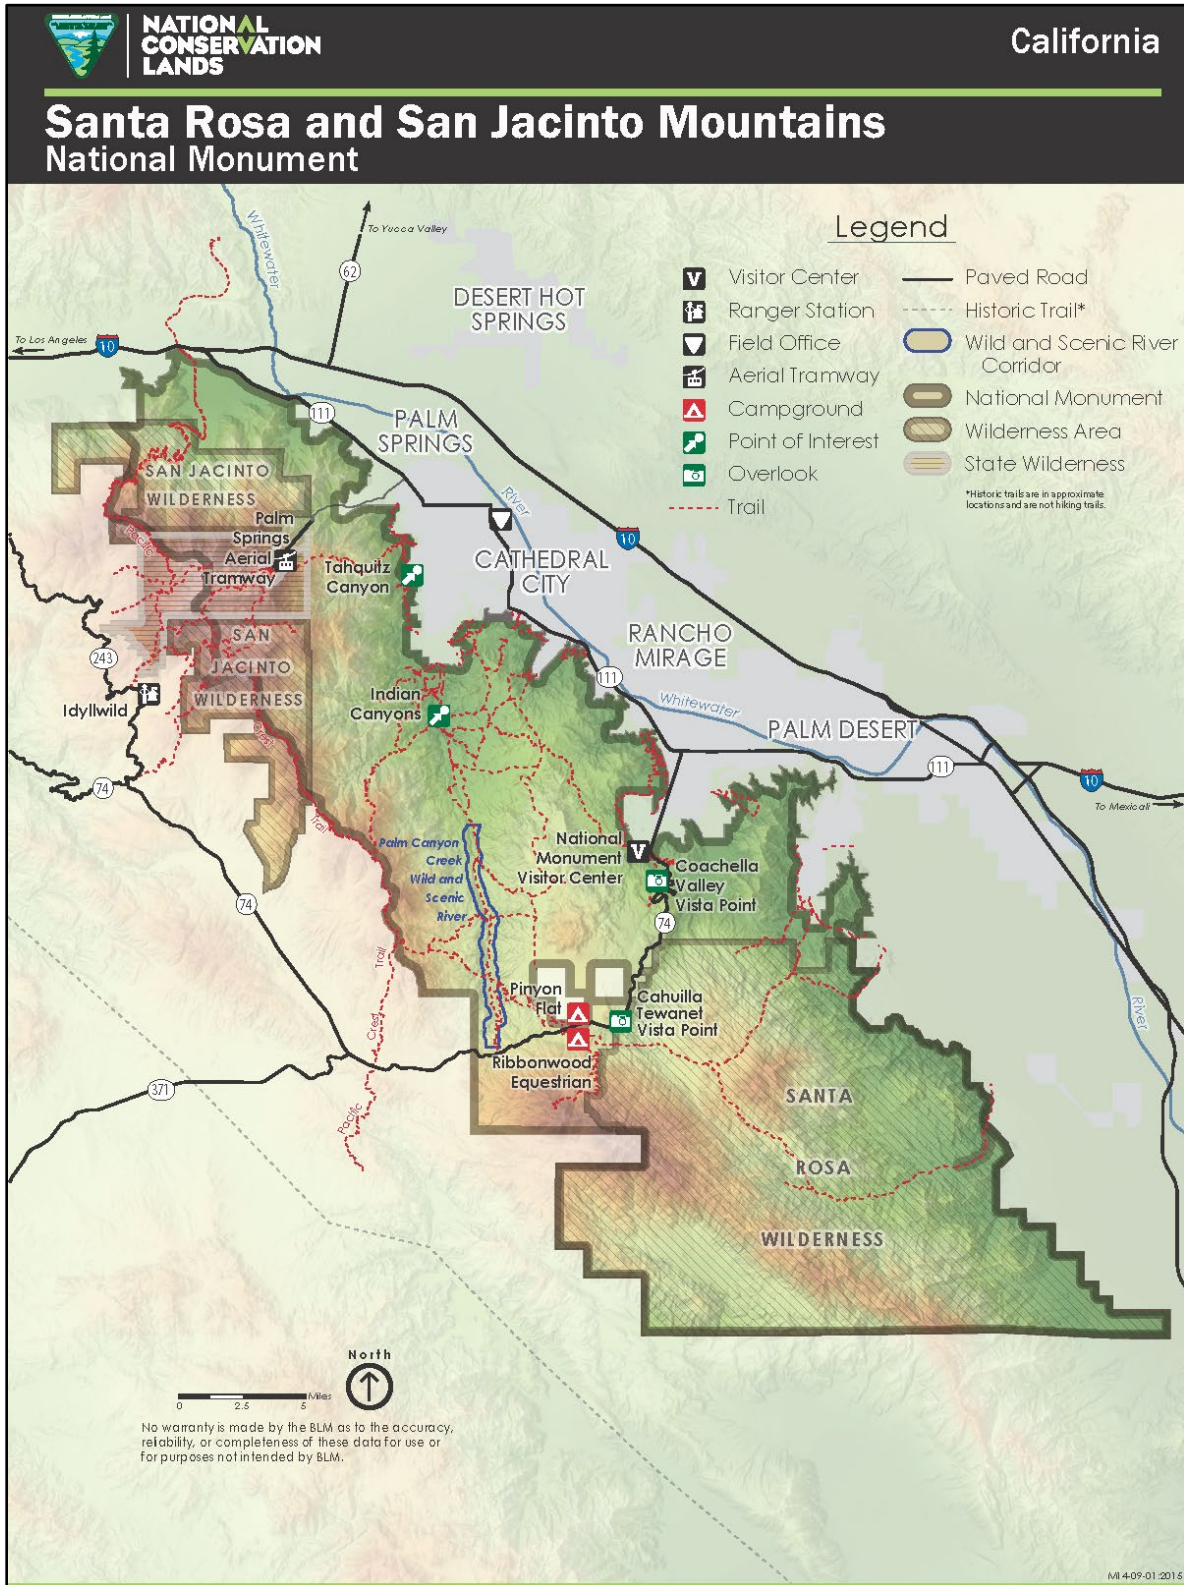 NATIONAL
CONSERVATION
LANDS
California
Santa Rosa and San Jacinto Mountains
National Monument
Legend
Visitor Center
Ranger Station
Field Office
Aerial Tramway
Campground
Point of Interest
Overlook
Trail
Paved Road
Historic Trail*
Wild and Scenic River
Corridor
National Monument
Wilderness Area
State Wilderness
*Historic trails are in approximate
locations and are not hiking trails.
Whitewater
To Yucca Valley
62
DESERT HOT
SPRINGS
To Los Angeles
10
111
PALM
SPRINGS
River
SAN JACINTO
WILDERNESS
Pacific
Palm
Springs
Aerial
Tramway
Tahquitz
Canyon
CATHEDRAL
CITY
10
RANCHO
MIRAGE
SAN
JACINTO
WILDERNESS
243
Idyllwild
Indian
Canyons
111
Whitewater
PALM DESERT
Crest
74
111
10
To Mexicali
Trail
Palm Canyon
Creek
Wild and
Scenic
River
National
Monument
Visitor Center
Coachella
Valley
Vista Point
74
74
Trail
Crest
Pacific
Pinyon
Flat
Cahuilla
Tewanet
Vista Point
Ribbonwood
Equestrian
River
371
SANTA
ROSA
WILDERNESS
North
0
2.5
5
Miles
No warranty is made by the BLM as to the accuracy,
reliability, or completeness of these data for use or
for purposes not intended by BLM.
MI 4-09-01:2015